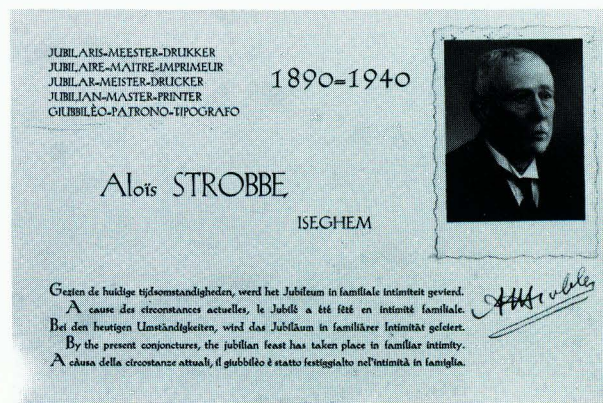 JUBILARIS-MEESTER-DRUKKER
JUBILAIRE-MAITRE-IMPRIMEUR
JUBILAR-MEISTER-DRUCKER
JUBILIAN-MASTER-PRINTER
GIUBBILÈO-PATRONO-TIPOGRAFO
1890=1940
Aloïs STROBBE
ISEGHEM
Gezien de huidige tijdsomstandigheden, werd het Jubileum in familiale intimiteit gevierd.
A cause des circonstances actuelles, le Jubilé a été fêté en intimité familiale.
Bei den heutigen Umständigkeiten, wird das Jubiläum in familiärer Intimität gefeiert.
By the present conjonctures, the jubilian feast has taken place in familiar intimity.
A càusa della circostanze attuali, il giubbilèo è statto festiggialto nel'intimità in famiglia.